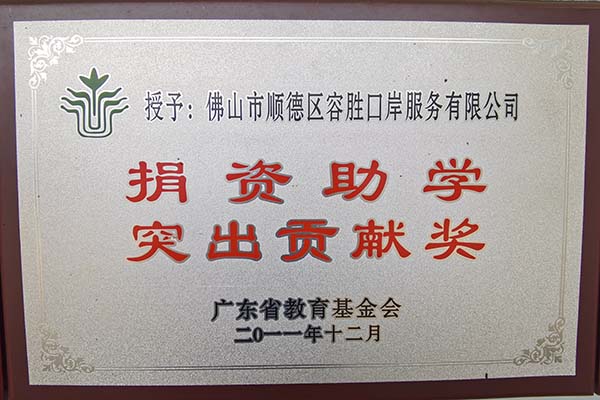 授予：佛山市顺德区容胜口岸服务有限公司
捐资助学
突出贡献奖
广东省教育基金会
二〇一一年十二月